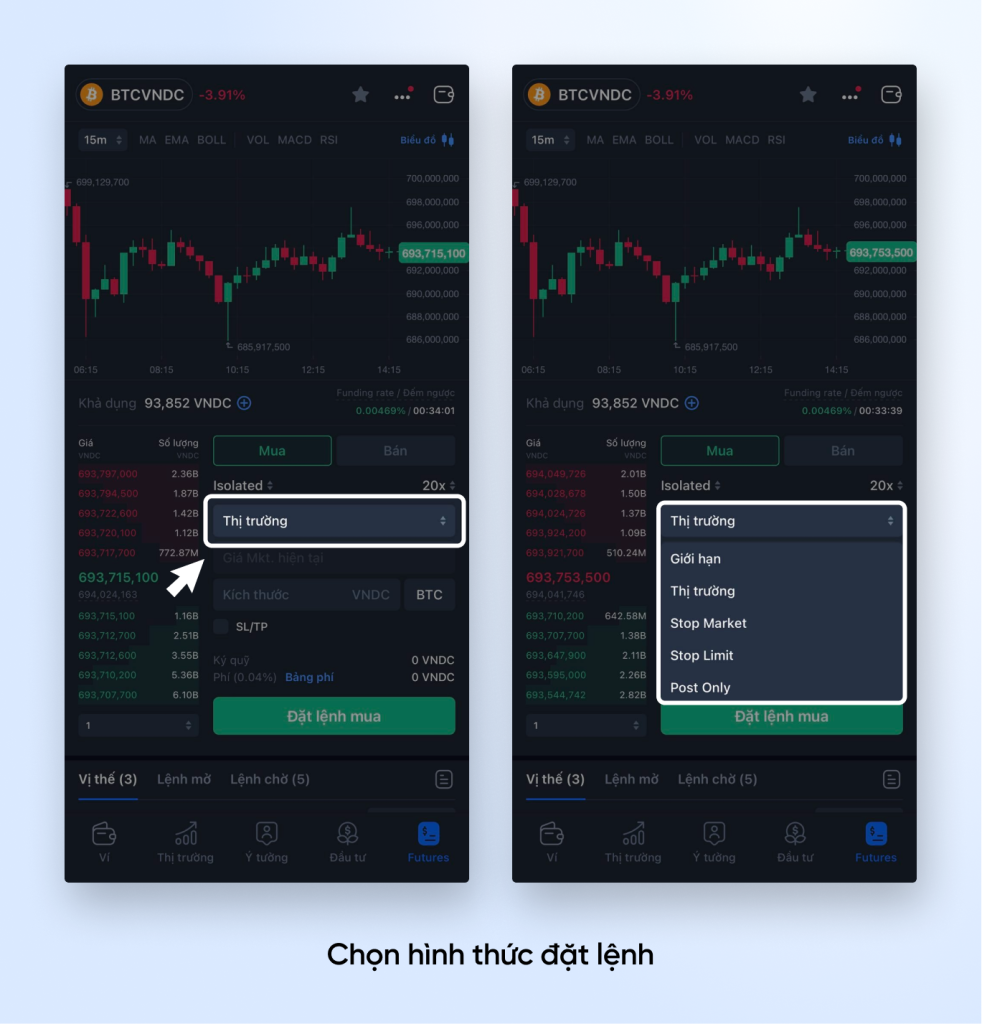 BTCVNDC -3.91%
15m MA EMA BOLL VOL MACD RSI Biểu đồ
699,129,700
700,000,000
698,000,000
696,000,000
693,715,100
692,000,000
690,000,000
688,000,000
686,000,000
685,917,500
06:15 08:15 10:15 12:15 14:15
Khả dụng 93,852 VNDC
Funding rate / Đếm ngược
0.00469% / 00:34:01
Giá Số lượng
VNDC VNDC
693,797,000 2.36B
693,794,500 1.87B
693,722,600 1.42B
693,720,100 1.12B
693,717,700 772.87M
693,715,100
694,024,163
693,715,100 1.16B
693,712,700 2.51B
693,712,600 3.55B
693,710,200 5.36B
693,707,700 6.10B
1
Mua Bán
Isolated 20x
Thị trường
Giá Mkt. hiện tại
Kích thước VNDC BTC
SL/TP
Ký quỹ 0 VNDC
Phí (0.04%) Bảng phí 0 VNDC
Đặt lệnh mua
Vị thế (3) Lệnh mở Lệnh chờ (5)
Ví Thị trường Ý tưởng Đầu tư Futures
BTCVNDC -3.91%
15m MA EMA BOLL VOL MACD RSI Biểu đồ
699,129,700
700,000,000
698,000,000
696,000,000
693,753,500
692,000,000
690,000,000
688,000,000
686,000,000
685,917,500
06:15 08:15 10:15 12:15 14:15
Khả dụng 93,852 VNDC
Funding rate / Đếm ngược
0.00469% / 00:33:39
Giá Số lượng
VNDC VNDC
694,049,726 2.01B
694,028,678 1.50B
694,024,726 1.37B
693,924,200 1.09B
693,921,700 510.24M
693,753,500
694,041,746
693,710,200 642.58M
693,707,700 1.38B
693,647,900 2.11B
693,595,000 2.26B
693,544,742 2.82B
1
Mua Bán
Isolated 20x
Thị trường
Giới hạn
Thị trường
Stop Market
Stop Limit
Post Only
Đặt lệnh mua
Vị thế (3) Lệnh mở Lệnh chờ (5)
Ví Thị trường Ý tưởng Đầu tư Futures
Chọn hình thức đặt lệnh